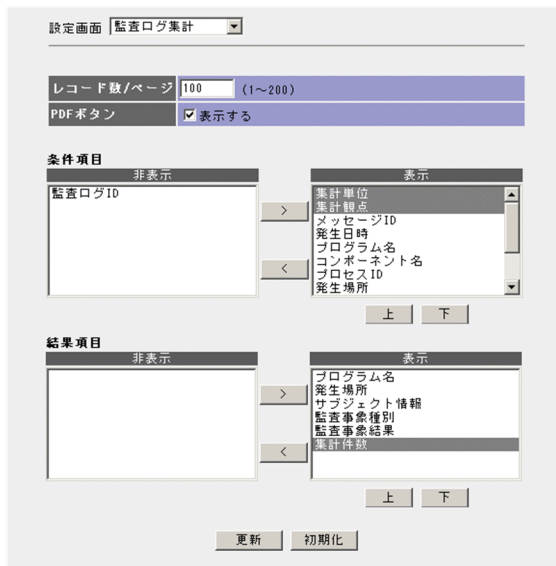 設定画面 監査ログ集計
レコード数/ページ 100 (1～200)
PDFボタン 表示する
条件項目
非表示
監査ログID
>
<
表示
集計単位
集計観点
メッセージID
発生日時
プログラム名
コンポーネント名
プロセスID
発生場所
上 下
結果項目
非表示
>
<
表示
プログラム名
発生場所
サブジェクト情報
監査事象種別
監査事象結果
集計件数
上 下
更新 初期化